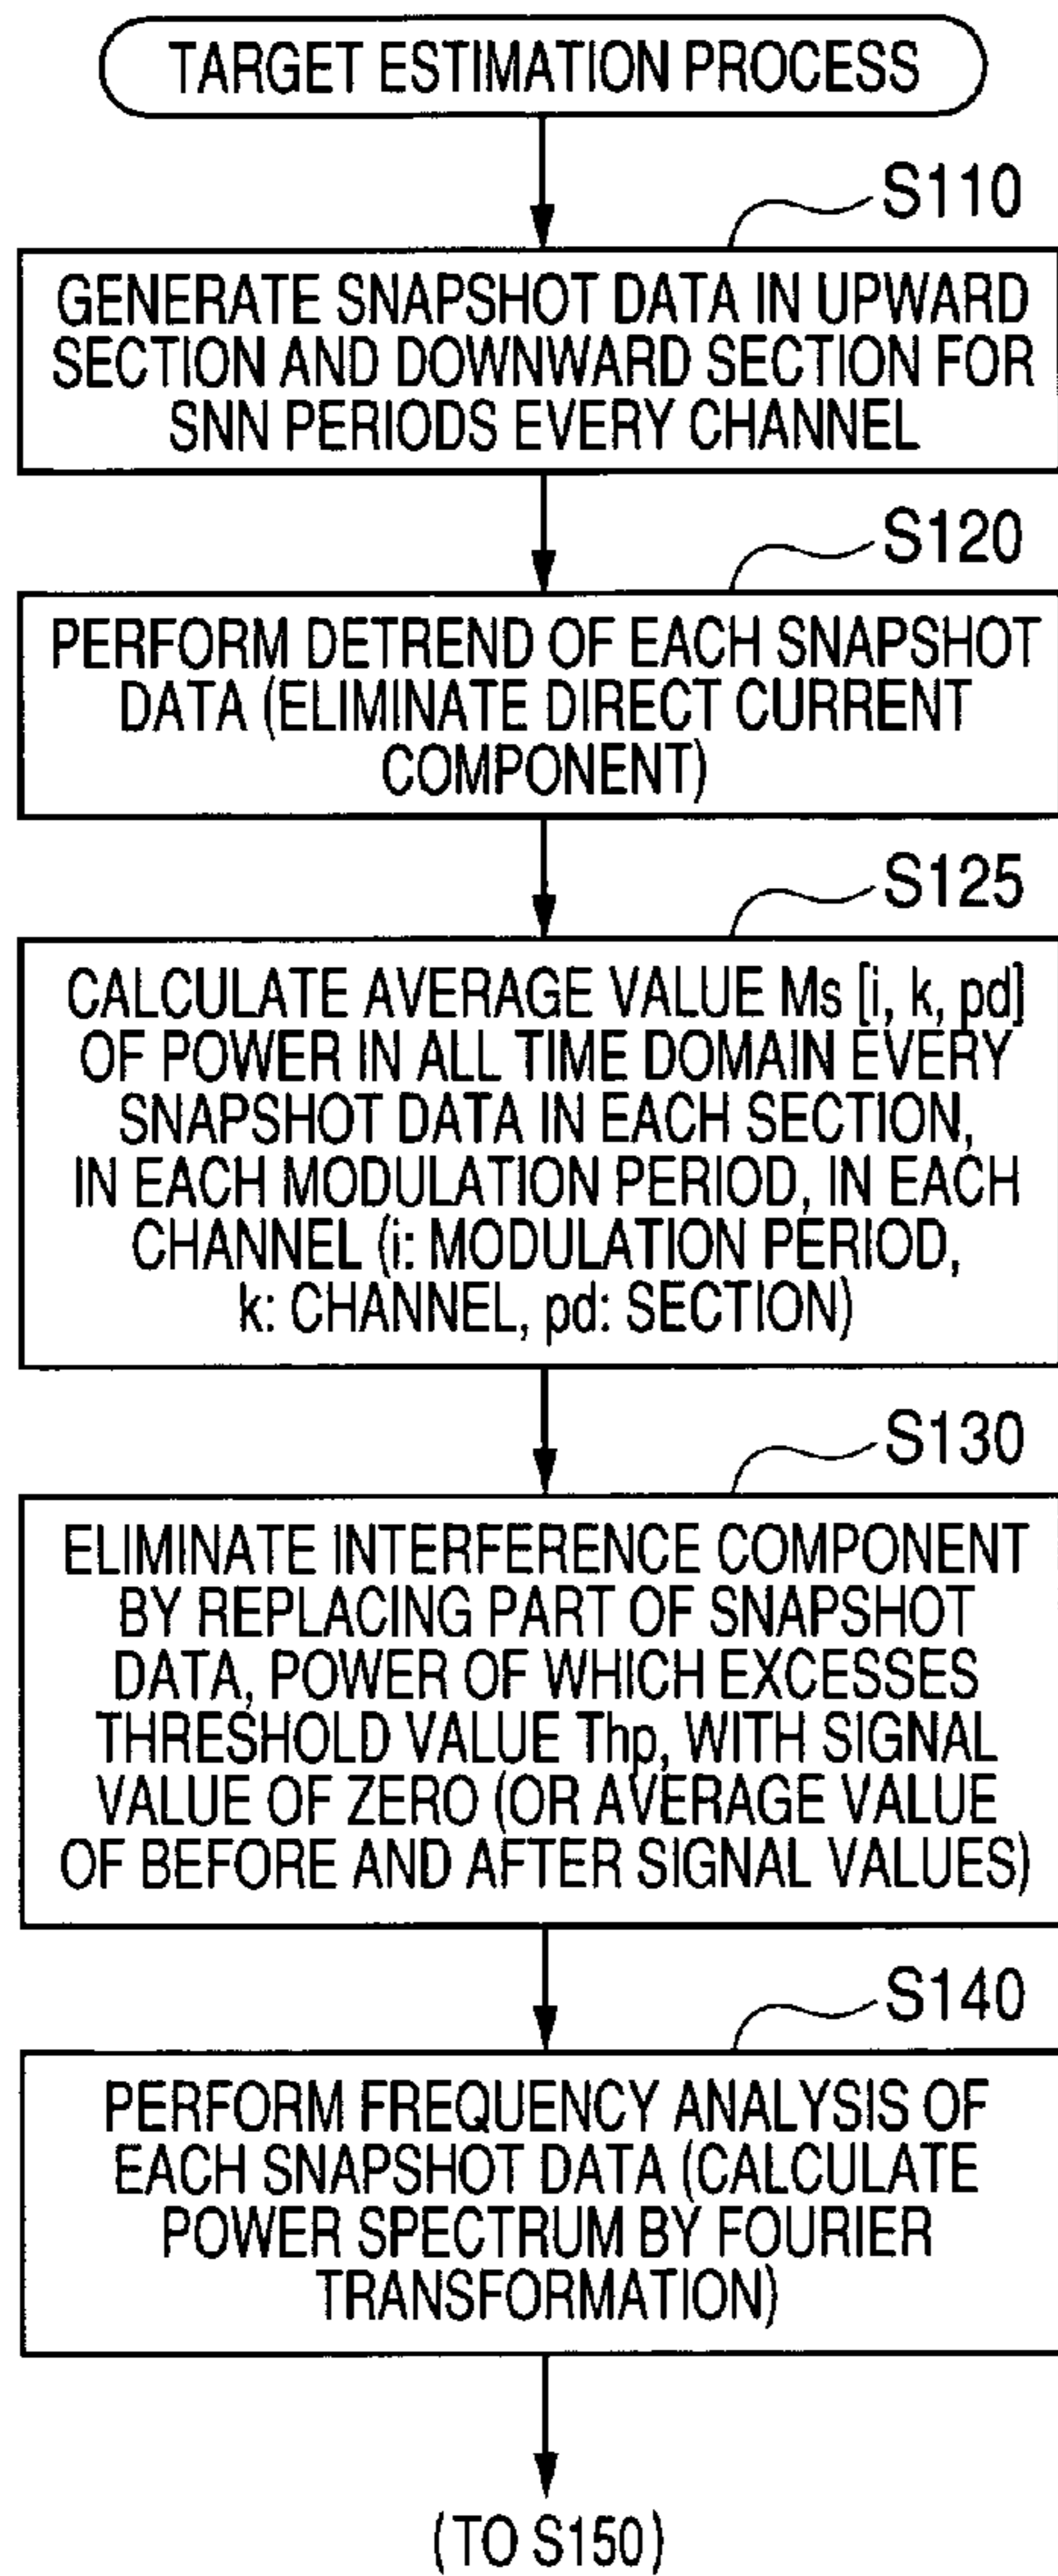 TARGET ESTIMATION PROCESS
S110
GENERATE SNAPSHOT DATA IN UPWARD
SECTION AND DOWNWARD SECTION FOR
SNN PERIODS EVERY CHANNEL
S120
PERFORM DETREND OF EACH SNAPSHOT
DATA (ELIMINATE DIRECT CURRENT
COMPONENT)
S125
CALCULATE AVERAGE VALUE Ms [i, k, pd]
OF POWER IN ALL TIME DOMAIN EVERY
SNAPSHOT DATA IN EACH SECTION,
IN EACH MODULATION PERIOD, IN EACH
CHANNEL (i: MODULATION PERIOD,
k: CHANNEL, pd: SECTION)
S130
ELIMINATE INTERFERENCE COMPONENT
BY REPLACING PART OF SNAPSHOT
DATA, POWER OF WHICH EXCESSES
THRESHOLD VALUE Thp, WITH SIGNAL
VALUE OF ZERO (OR AVERAGE VALUE
OF BEFORE AND AFTER SIGNAL VALUES)
S140
PERFORM FREQUENCY ANALYSIS OF
EACH SNAPSHOT DATA (CALCULATE
POWER SPECTRUM BY FOURIER
TRANSFORMATION)
(TO S150)